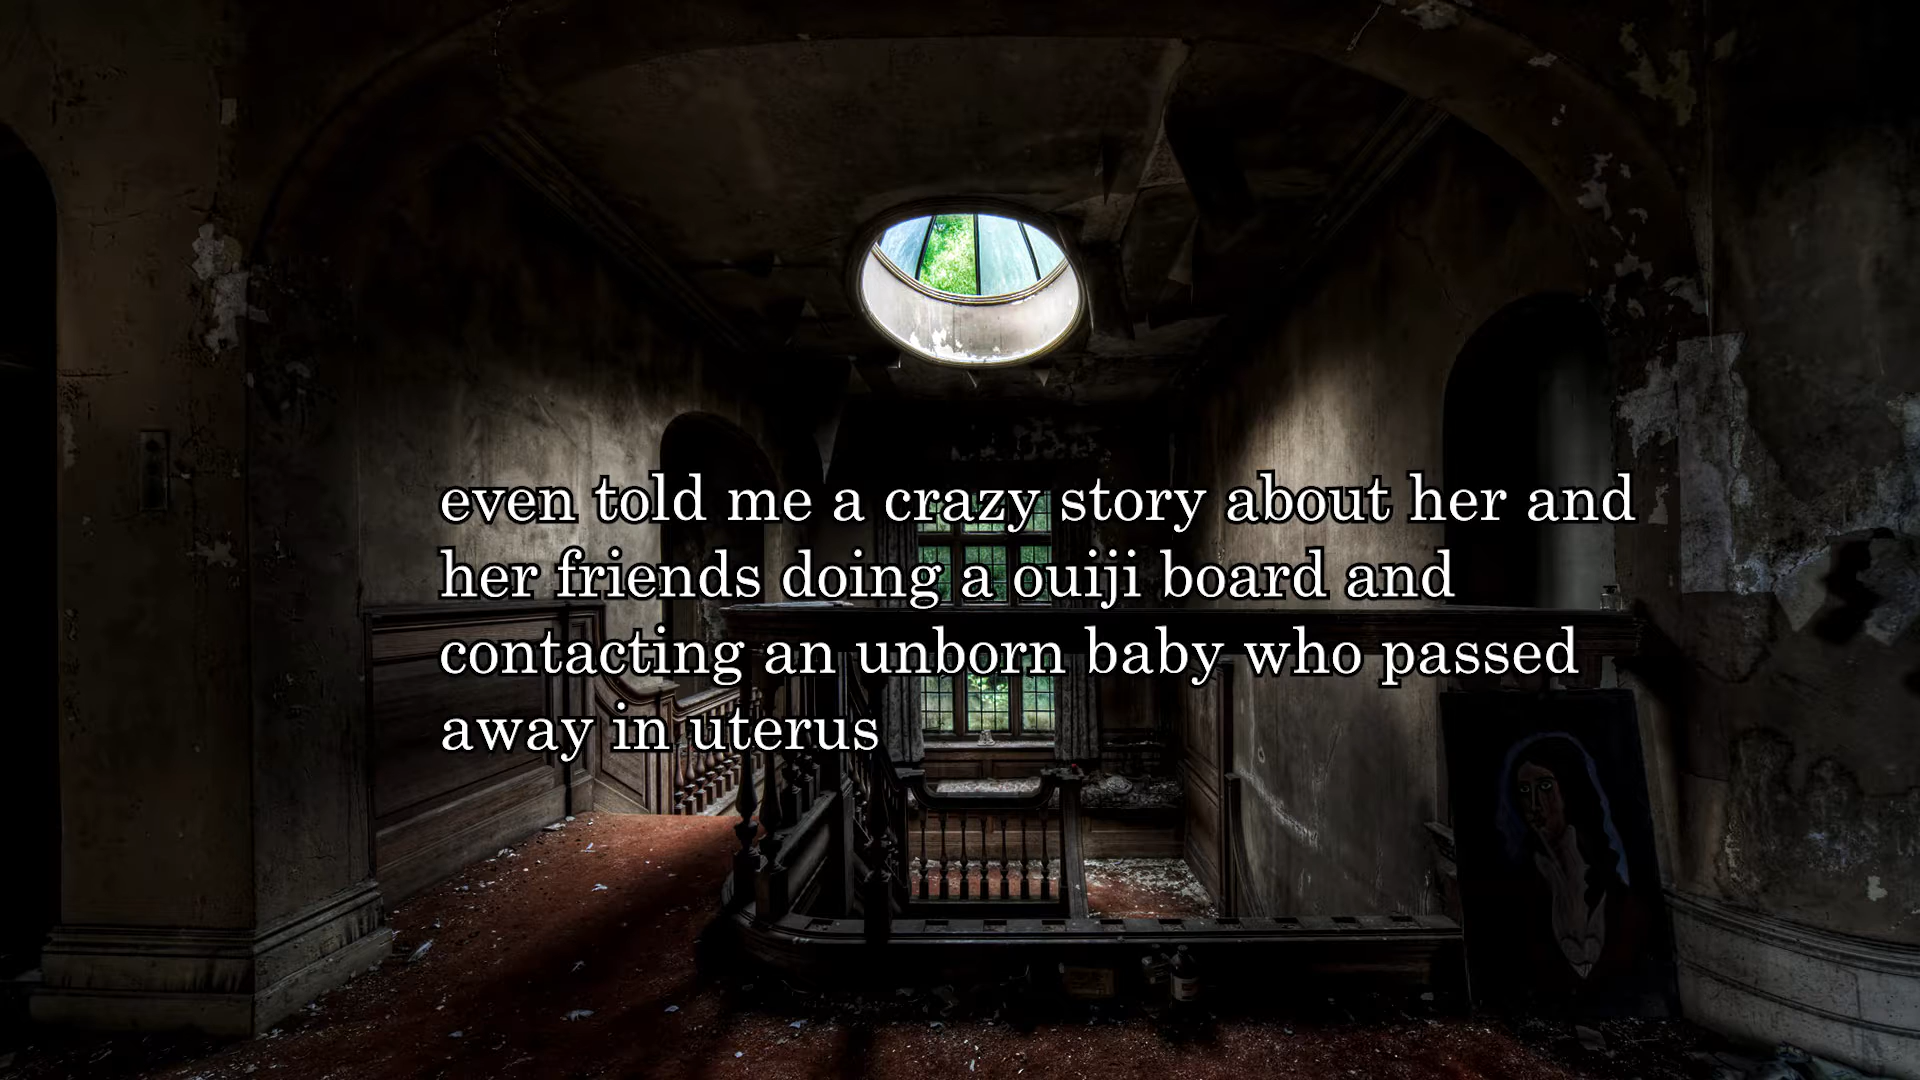 even told me a crazy story about her and
her friends doing a ouiji board and
contacting an unborn baby who passed
away in uterus